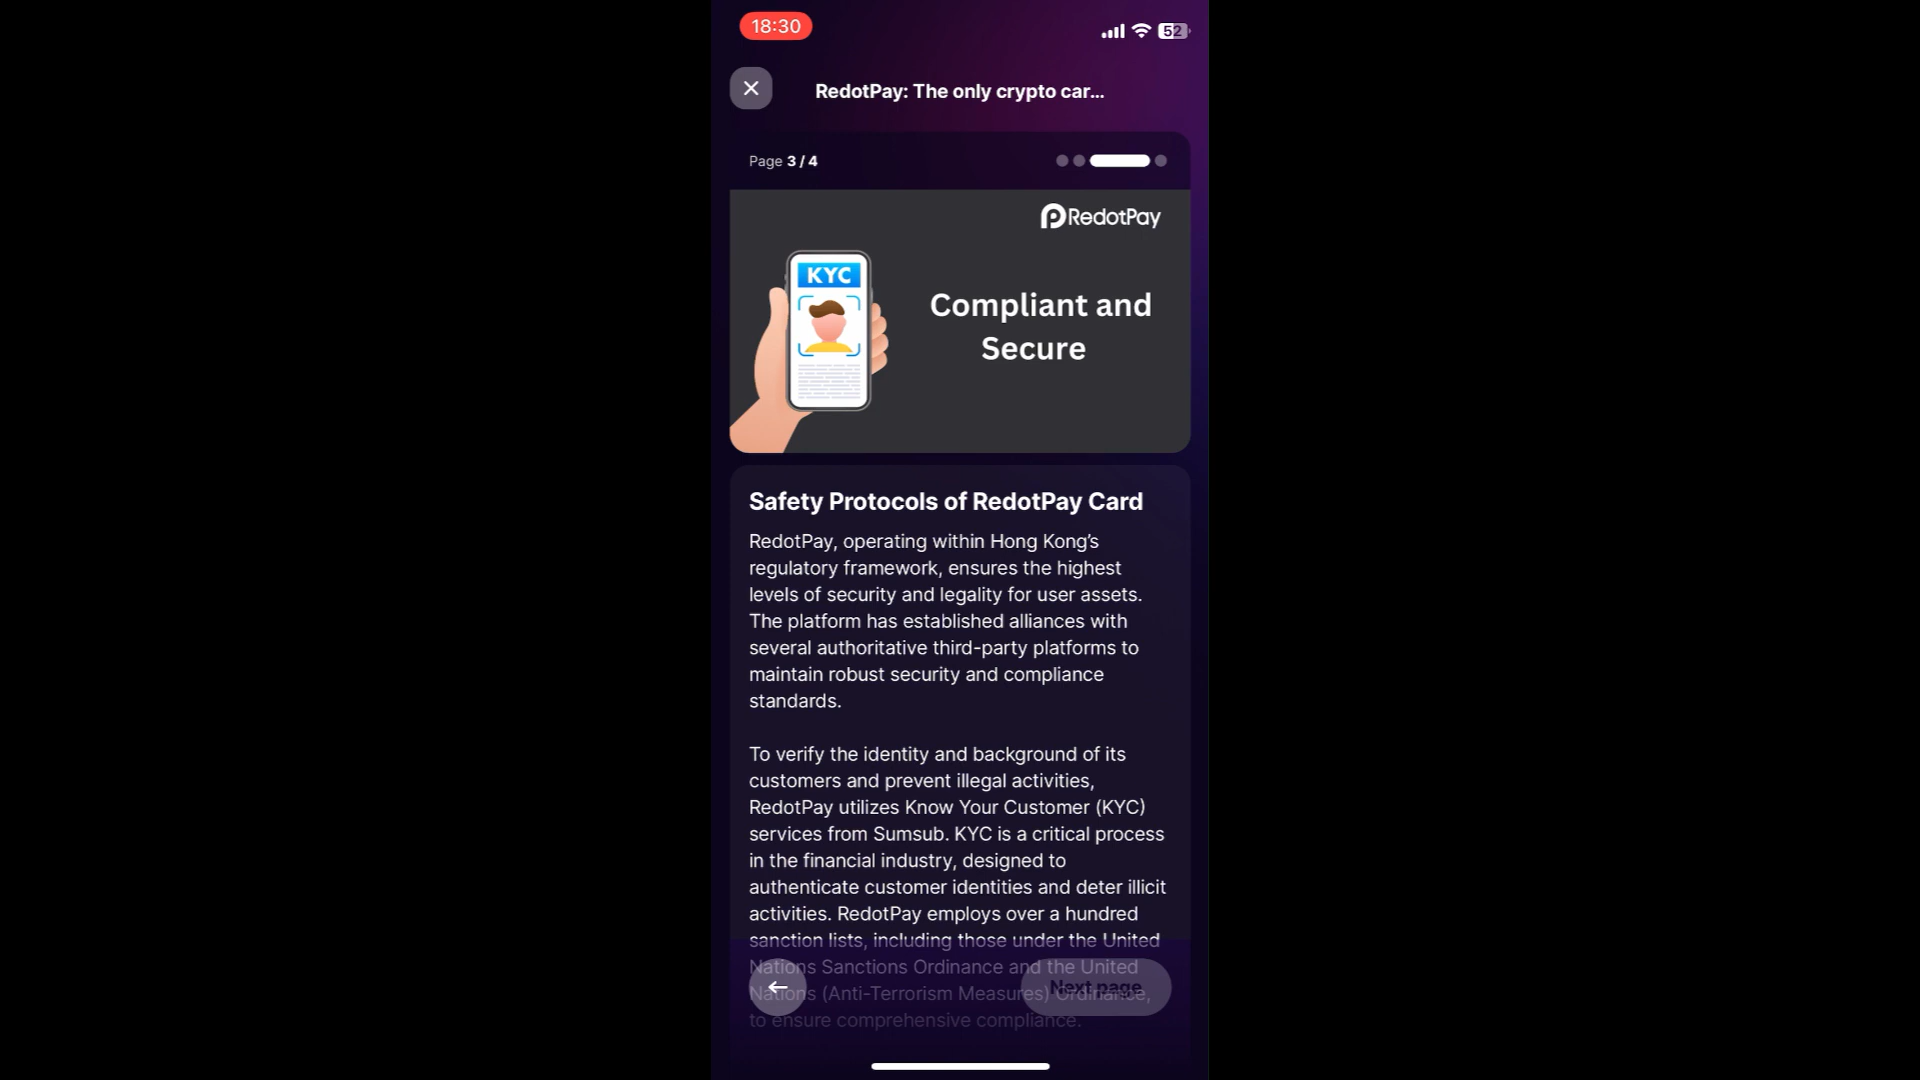 18:30
52
RedotPay: The only crypto car...
Page 3 / 4
RedotPay
KYC
Compliant and
Secure
Safety Protocols of RedotPay Card
RedotPay, operating within Hong Kong’s
regulatory framework, ensures the highest
levels of security and legality for user assets.
The platform has established alliances with
several authoritative third-party platforms to
maintain robust security and compliance
standards.
To verify the identity and background of its
customers and prevent illegal activities,
RedotPay utilizes Know Your Customer (KYC)
services from Sumsub. KYC is a critical process
in the financial industry, designed to
authenticate customer identities and deter illicit
activities. RedotPay employs over a hundred
sanction lists, including those under the United
Nations Sanctions Ordinance and the United
Nations (Anti-Terrorism Measures) Ordinance,
to ensure comprehensive compliance.
Next page